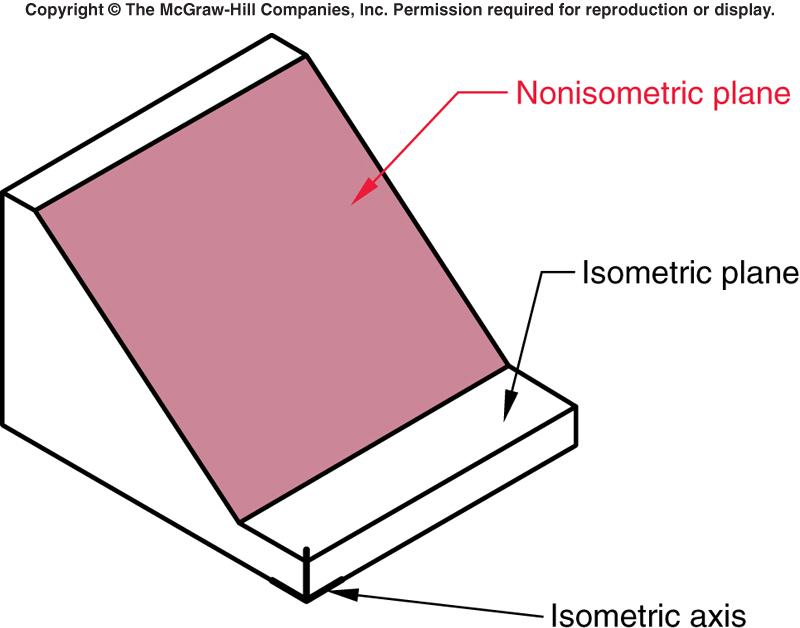 Copyright © The McGraw-Hill Companies, Inc. Permission required for reproduction or display.
Nonisometric plane
Isometric plane
Isometric axis